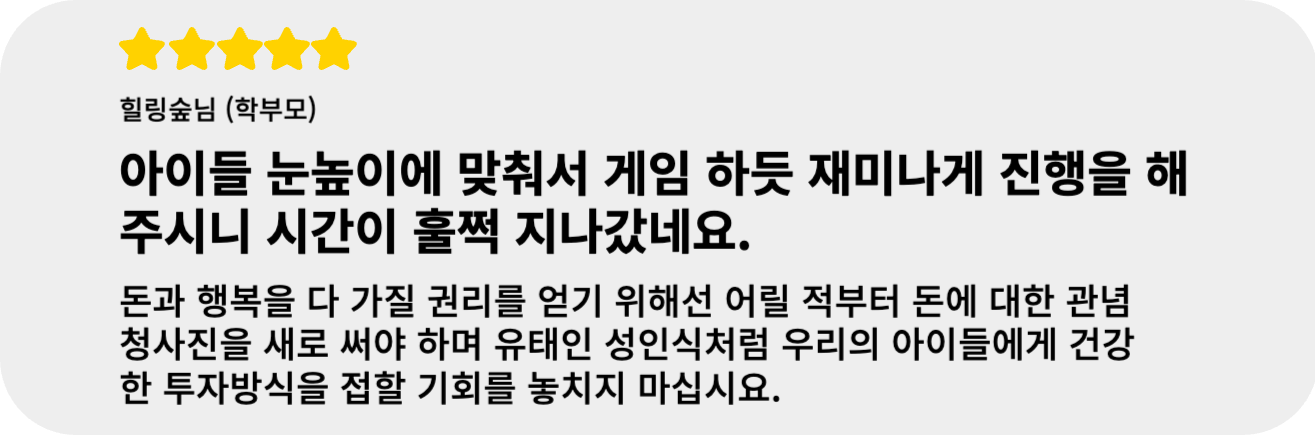 힐링숲님 (학부모)
아이들 눈높이에 맞춰서 게임 하듯 재미나게 진행을 해
주시니 시간이 훌쩍 지나갔네요.
돈과 행복을 다 가질 권리를 얻기 위해선 어릴 적부터 돈에 대한 관념
청사진을 새로 써야 하며 유태인 성인식처럼 우리의 아이들에게 건강
한 투자방식을 접할 기회를 놓치지 마십시요.